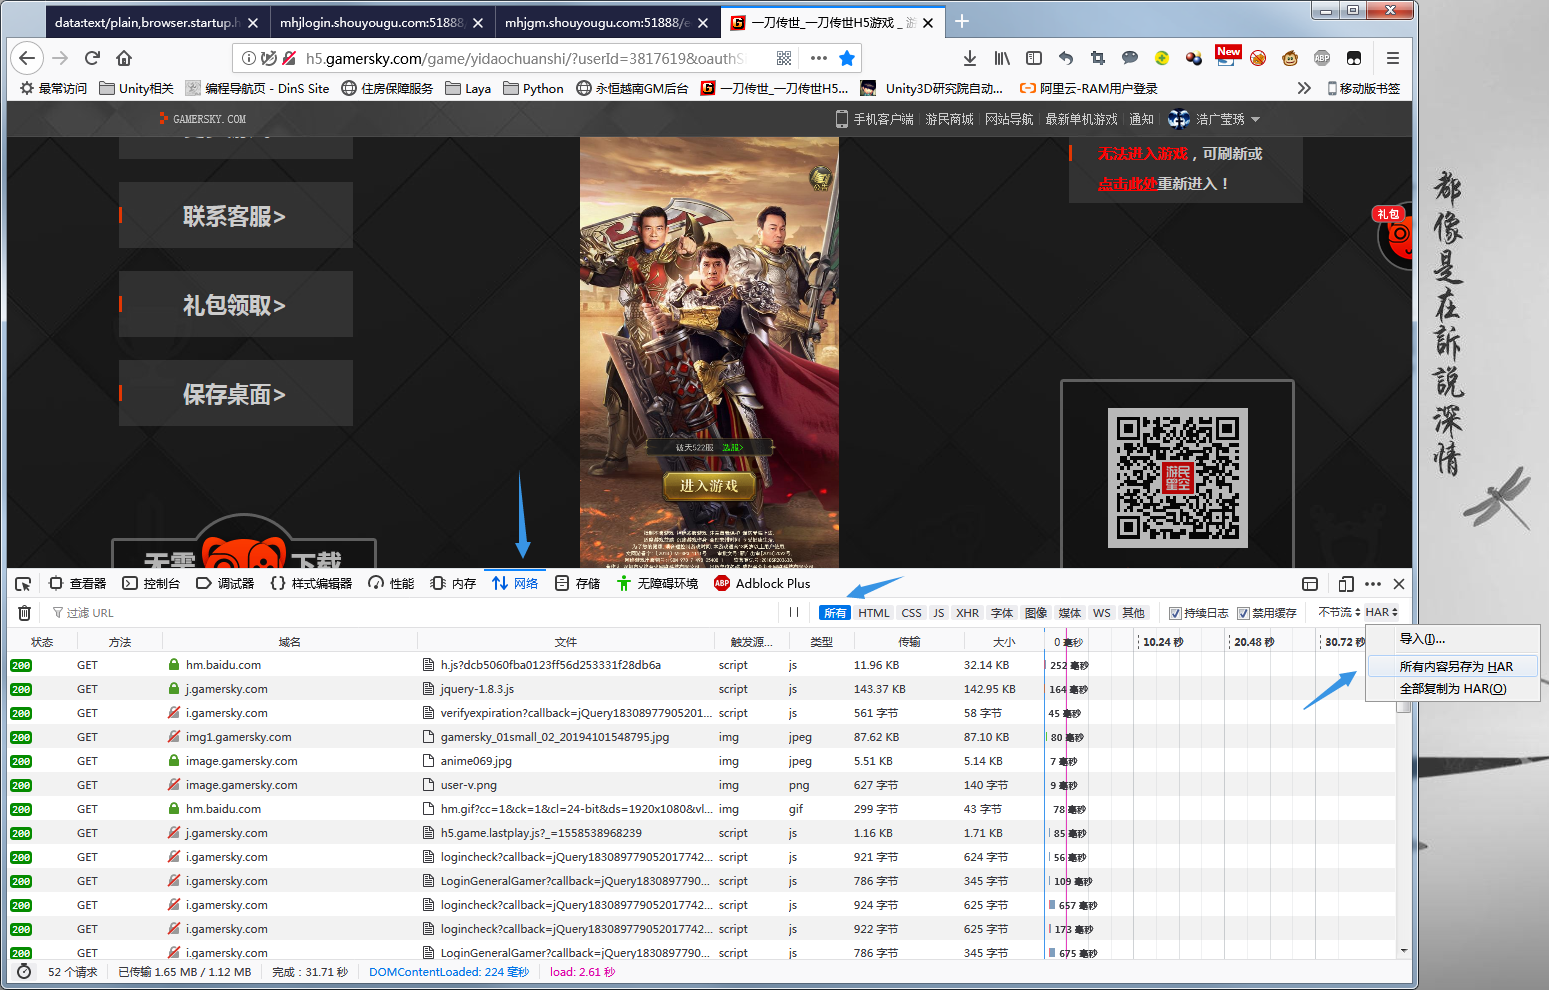 data:text/plain,browser.startup.h
mhjlogin.shouyougu.com:51888/
mhjgm.shouyougu.com:51888/e
一刀传世_一刀传世H5游戏 _ 游
h5.gamersky.com/game/yidaochuanshi/?userId=3817619&oauthS
New
ABP
最常访问
Unity相关
编程导航页 - DinS Site
住房保障服务
Laya
Python
永恒越南GM后台
一刀传世_一刀传世H5...
Unity3D研究院自动...
阿里云-RAM用户登录
移动版书签
GAMERSKY.COM
手机客户端
游民商城
网站导航
最新单机游戏
通知
浩广莹琇
联系客服>
礼包领取>
保存桌面>
无需
下载
公告
破天522服 选服>
进入游戏
无法进入游戏，可刷新或
点击此处重新进入！
礼包
游民星空
都像是在訴說深情
查看器
控制台
调试器
样式编辑器
性能
内存
网络
存储
无障碍环境
ABP Adblock Plus
过滤 URL
所有 HTML CSS JS XHR 字体 图像 媒体 WS 其他
持续日志
禁用缓存
不节流
HAR
导入(I)...
所有内容另存为 HAR
全部复制为 HAR(O)
状态 方法 域名 文件 触发源... 类型 传输 大小 0 毫秒 10.24 秒 20.48 秒 30.72 秒
200 GET hm.baidu.com h.js?dcb5060fba0123ff56d253331f28db6a script js 11.96 KB 32.14 KB 252 毫秒
200 GET j.gamersky.com jquery-1.8.3.js script js 143.37 KB 142.95 KB 164 毫秒
200 GET i.gamersky.com verifyexpiration?callback=jQuery18308977905201... script js 561 字节 58 字节 45 毫秒
200 GET img1.gamersky.com gamersky_01small_02_20194101548795.jpg img jpeg 87.62 KB 87.10 KB 80 毫秒
200 GET image.gamersky.com anime069.jpg img jpeg 5.51 KB 5.14 KB 7 毫秒
200 GET image.gamersky.com user-v.png img png 627 字节 140 字节 9 毫秒
200 GET hm.baidu.com hm.gif?cc=1&ck=1&cl=24-bit&ds=1920x1080&vl... img gif 299 字节 43 字节 78 毫秒
200 GET j.gamersky.com h5.game.lastplay.js?_=1558538968239 script js 1.16 KB 1.71 KB 85 毫秒
200 GET i.gamersky.com logincheck?callback=jQuery183089779052017742... script js 921 字节 624 字节 56 毫秒
200 GET i.gamersky.com LoginGeneralGamer?callback=jQuery1830897790... script js 786 字节 345 字节 109 毫秒
200 GET i.gamersky.com logincheck?callback=jQuery183089779052017742... script js 924 字节 625 字节 657 毫秒
200 GET i.gamersky.com logincheck?callback=jQuery183089779052017742... script js 922 字节 625 字节 173 毫秒
200 GET i.gamersky.com LoginGeneralGamer?callback=jQuery1830897790... script js 786 字节 345 字节 675 毫秒
52 个请求
已传输 1.65 MB / 1.12 MB
完成：31.71 秒
DOMContentLoaded: 224 毫秒
load: 2.61 秒